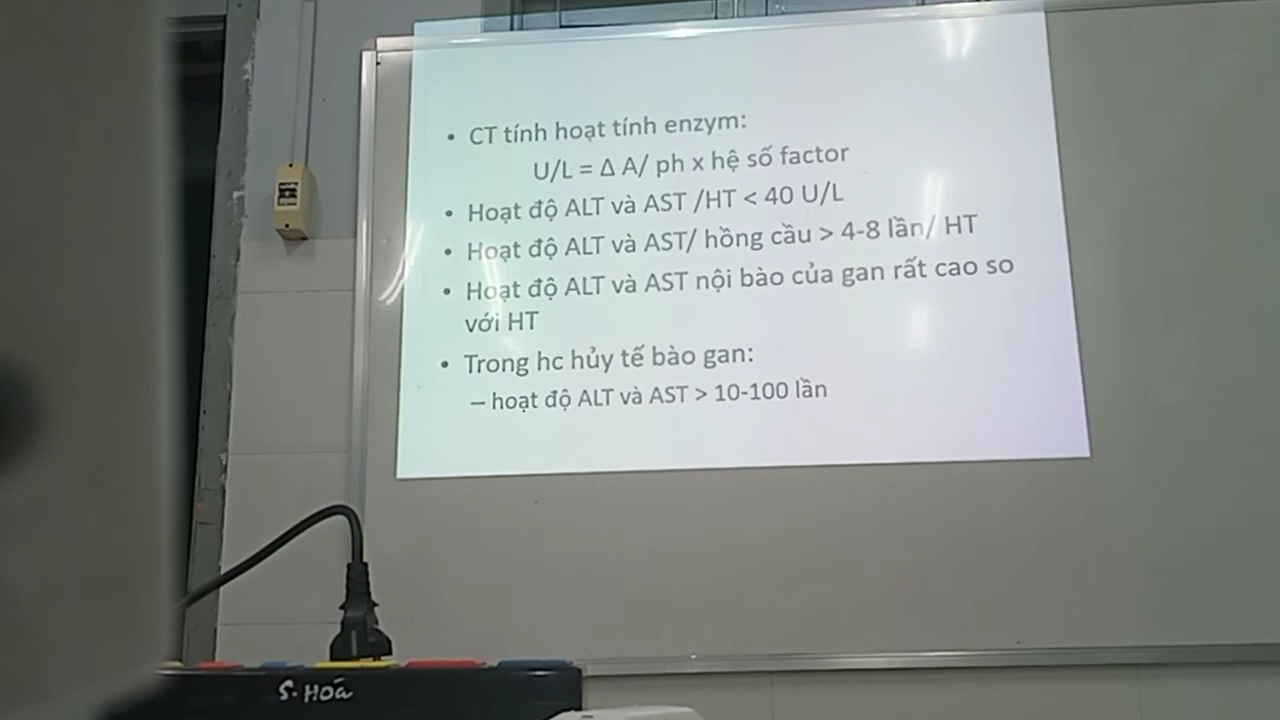 • CT tính hoạt tính enzym:
U/L = Δ A/ ph x hệ số factor
• Hoạt độ ALT và AST /HT < 40 U/L
• Hoạt độ ALT và AST/ hồng cầu > 4-8 lần/ HT
• Hoạt độ ALT và AST nội bào của gan rất cao so
với HT
• Trong hc hủy tế bào gan:
– hoạt độ ALT và AST > 10-100 lần
S. Hoá